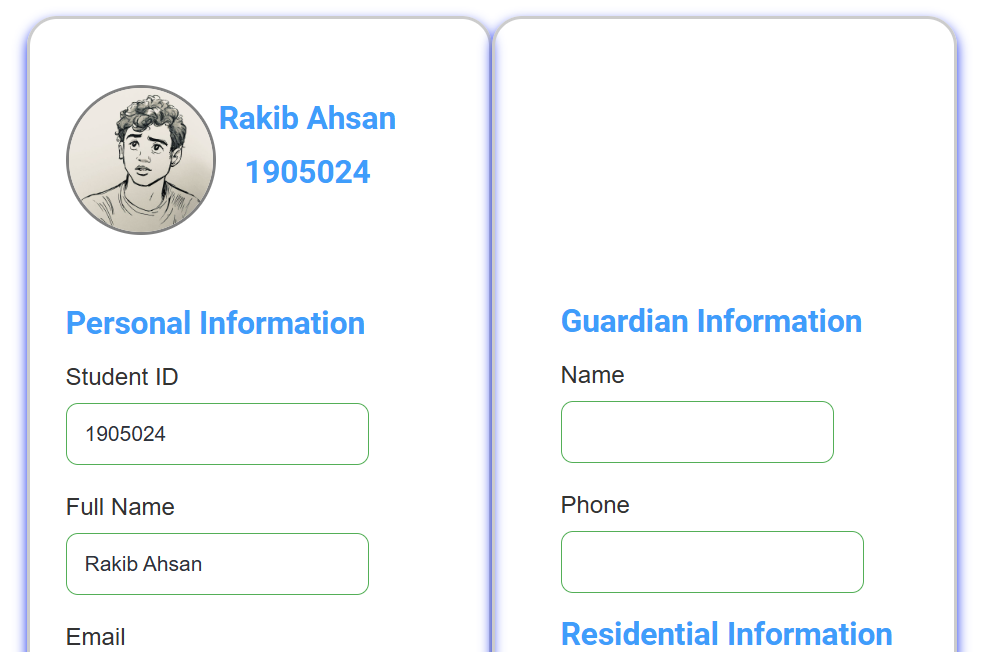 Rakib Ahsan
1905024
Personal Information
Student ID
1905024
Full Name
Rakib Ahsan
Email
Guardian Information
Name
Phone
Residential Information